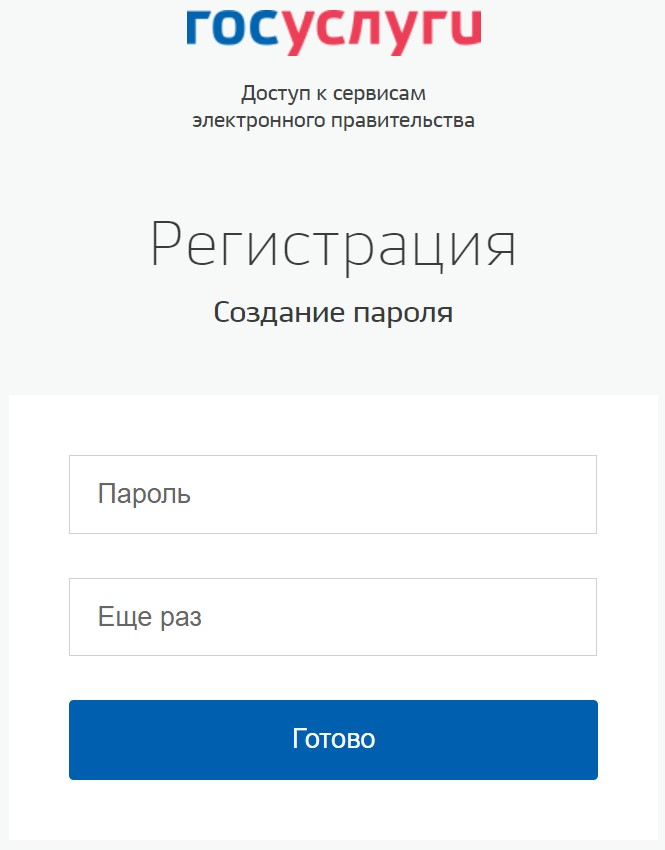 госуслуги
Доступ к сервисам
электронного правительства
Регистрация
Создание пароля
Пароль
Еще раз
Готово